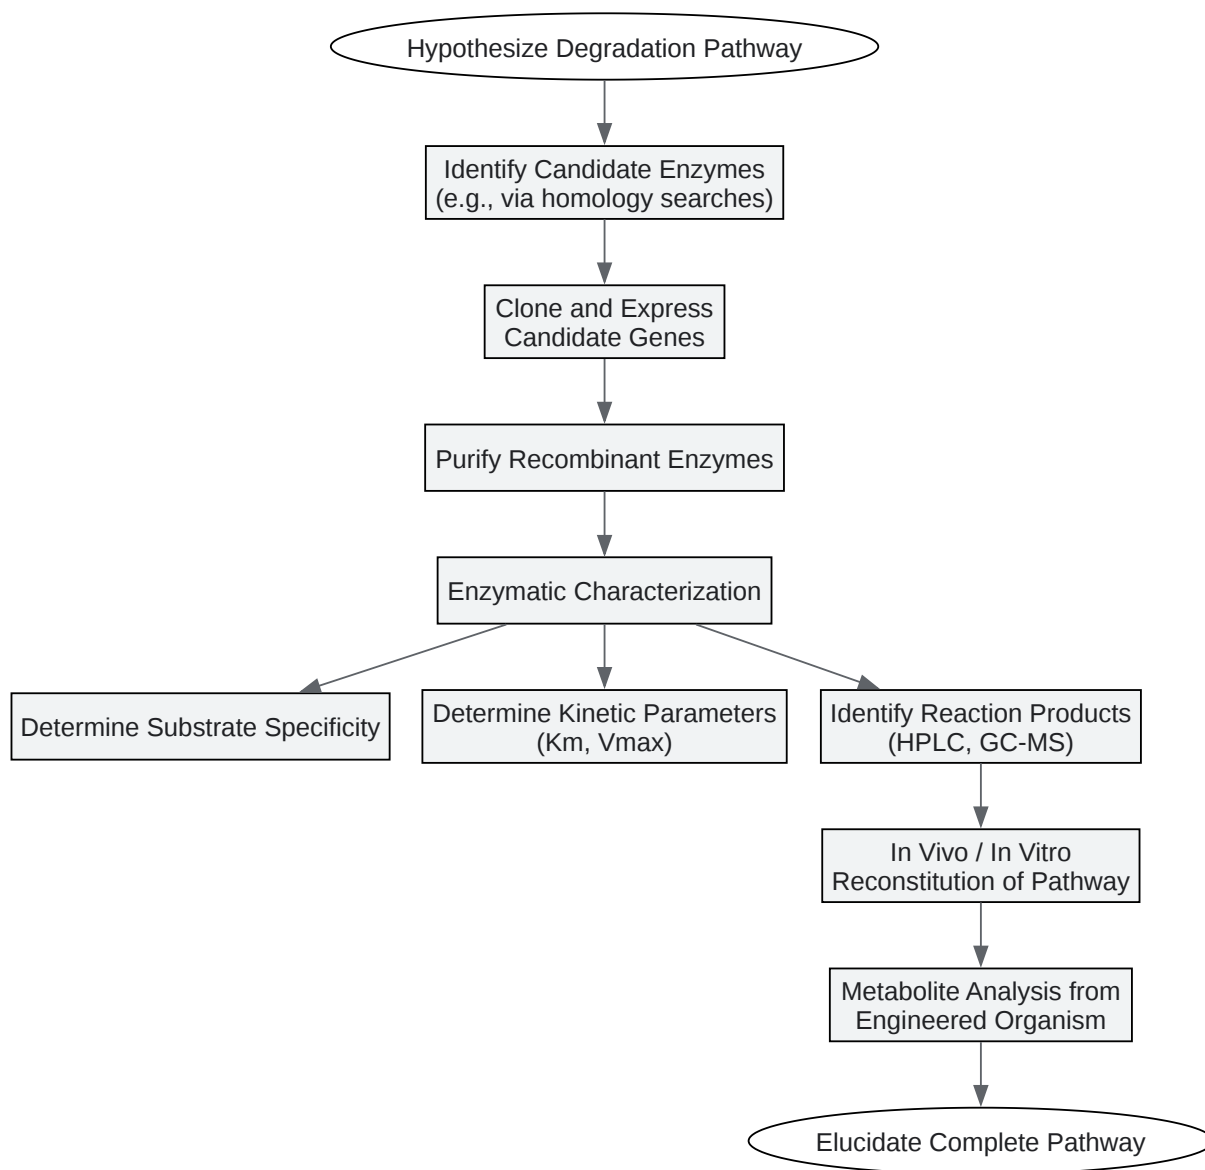 Hypothesize Degradation Pathway
Identify Candidate Enzymes
(e.g., via homology searches)
Clone and Express
Candidate Genes
Purify Recombinant Enzymes
Enzymatic Characterization
Determine Substrate Specificity
Determine Kinetic Parameters
(Km, Vmax)
Identify Reaction Products
(HPLC, GC-MS)
In Vivo / In Vitro
Reconstitution of Pathway
Metabolite Analysis from
Engineered Organism
Elucidate Complete Pathway